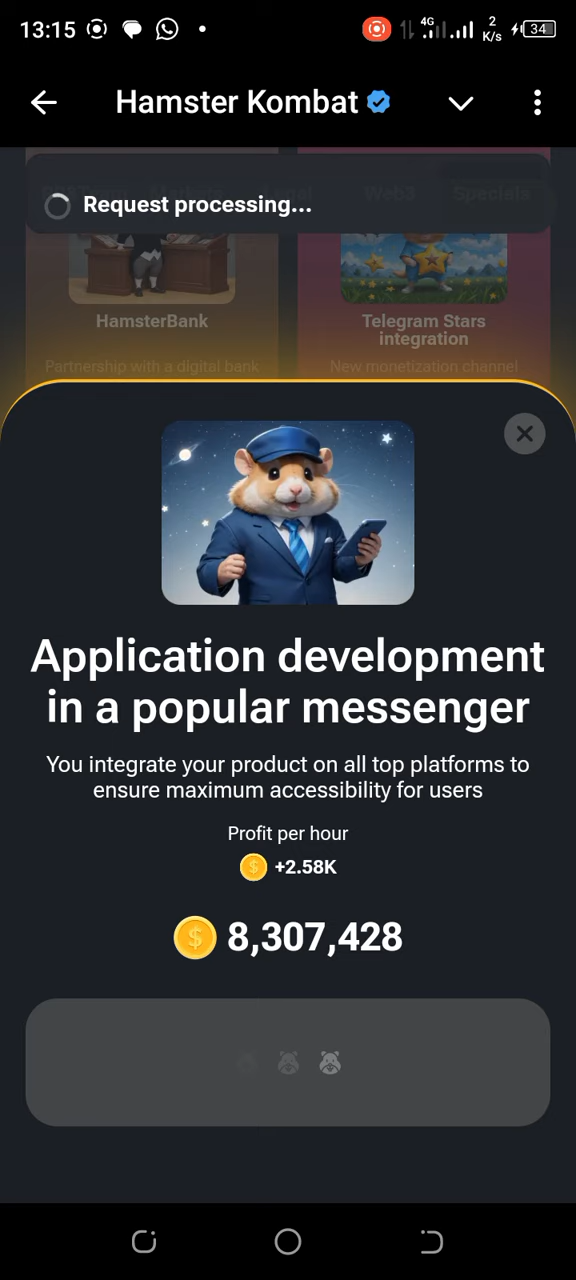 13:15
4G
2
K/s
34
Hamster Kombat
Web3
Specials
Request processing...
HamsterBank
Telegram Stars
integration
Partnership with a digital bank
New monetization channel
Application development
in a popular messenger
You integrate your product on all top platforms to
ensure maximum accessibility for users
Profit per hour
+2.58K
8,307,428